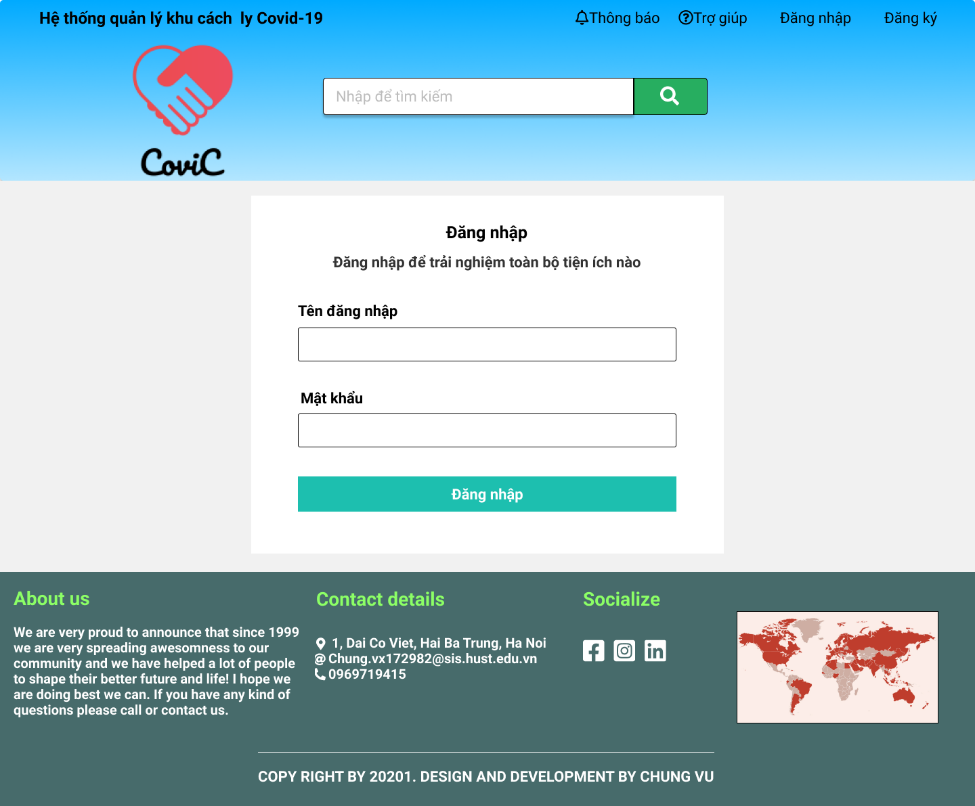 Hệ thống quản lý khu cách ly Covid-19
Thông báo
Trợ giúp
Đăng nhập
Đăng ký
CoviC
Nhập để tìm kiếm
Đăng nhập
Đăng nhập để trải nghiệm toàn bộ tiện ích nào
Tên đăng nhập
Mật khẩu
Đăng nhập
About us
We are very proud to announce that since 1999
we are very spreading awesomness to our
community and we have helped a lot of people
to shape their better future and life! I hope we
are doing best we can. If you have any kind of
questions please call or contact us.
Contact details
1, Dai Co Viet, Hai Ba Trung, Ha Noi
@ Chung.vx172982@sis.hust.edu.vn
0969719415
Socialize
COPY RIGHT BY 20201. DESIGN AND DEVELOPMENT BY CHUNG VU